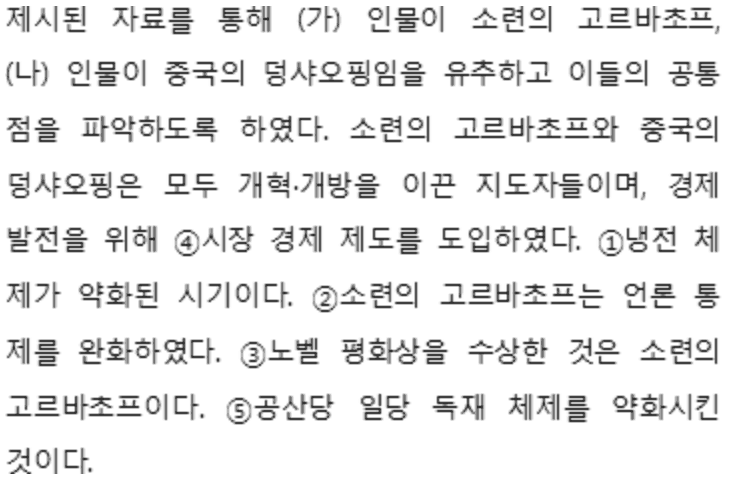 제시된 자료를 통해 (가) 인물이 소련의 고르바초프,
(나) 인물이 중국의 덩샤오핑임을 유추하고 이들의 공통
점을 파악하도록 하였다. 소련의 고르바초프와 중국의
덩샤오핑은 모두 개혁·개방을 이끈 지도자들이며, 경제
발전을 위해 ④시장 경제 제도를 도입하였다. ①냉전 체
제가 약화된 시기이다. ②소련의 고르바초프는 언론 통
제를 완화하였다. ③노벨 평화상을 수상한 것은 소련의
고르바초프이다. ⑤공산당 일당 독재 체제를 약화시킨
것이다.